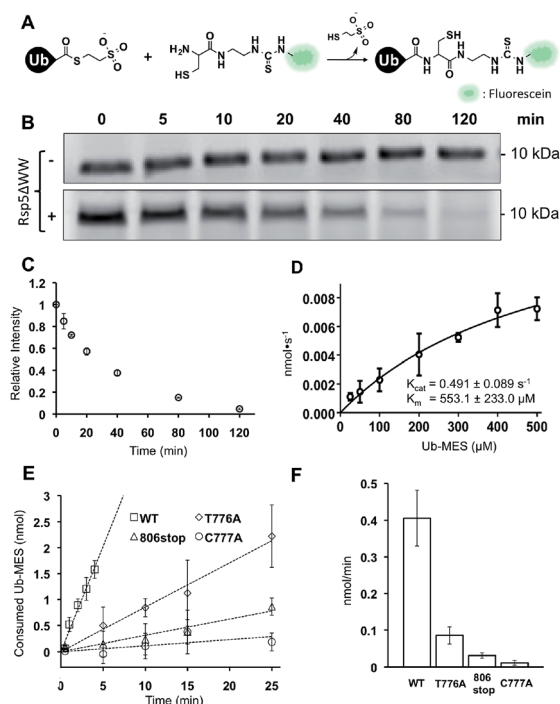 A
Ub
O
S
O
S
O
O-
+
H2N
O
HS
N
H
H
N
S
H
N
HS
O
S
O
O-
Ub
O
N
H
SH
O
H
N
N
H
S
N
H
: Fluorescein
B
0 5 10 20 40 80 120 min
Rsp5ΔWW
-
- 10 kDa
+
- 10 kDa
C
Relative Intensity
1.2
1
0.8
0.6
0.4
0.2
0
0 20 40 60 80 100 120
Time (min)
D
nmol•s-1
0.008
0.006
0.004
0.002
0.000
Kcat = 0.491 ± 0.089 s-1
Km = 553.1 ± 233.0 µM
0 100 200 300 400 500
Ub-MES (µM)
E
Consumed Ub-MES (nmol)
3
2.5
2
1.5
1
0.5
0
WT T776A
806stop C777A
0 5 10 15 20 25
Time (min)
F
nmol/min
0.5
0.4
0.3
0.2
0.1
0
WT T776A 806 C777A
stop